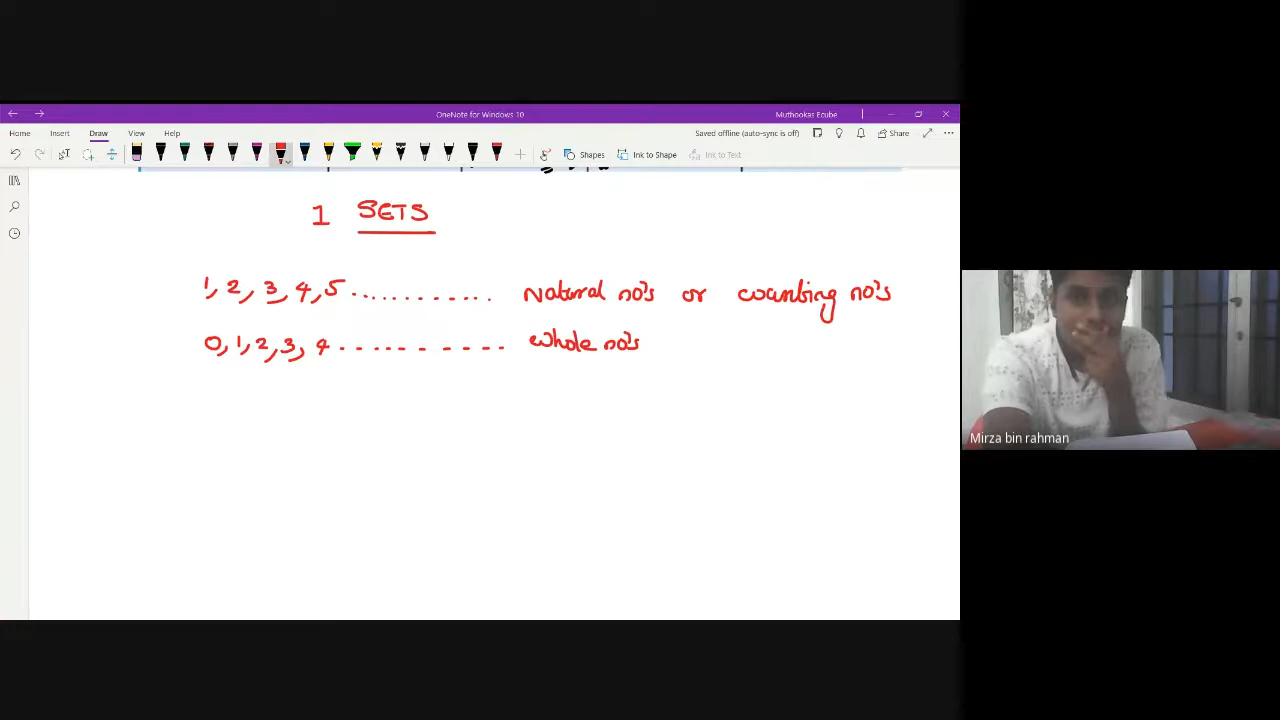 OneNote for Windows 10
Muthookas Ecube
Home Insert Draw View Help
Saved offline (auto-sync is off)
Share
Shapes
Ink to Shape
Ink to Text
1 SETS
1, 2, 3, 4, 5 .............. Natural no's or counting no's
0, 1, 2, 3, 4 .............. whole no's
Mirza bin rahman